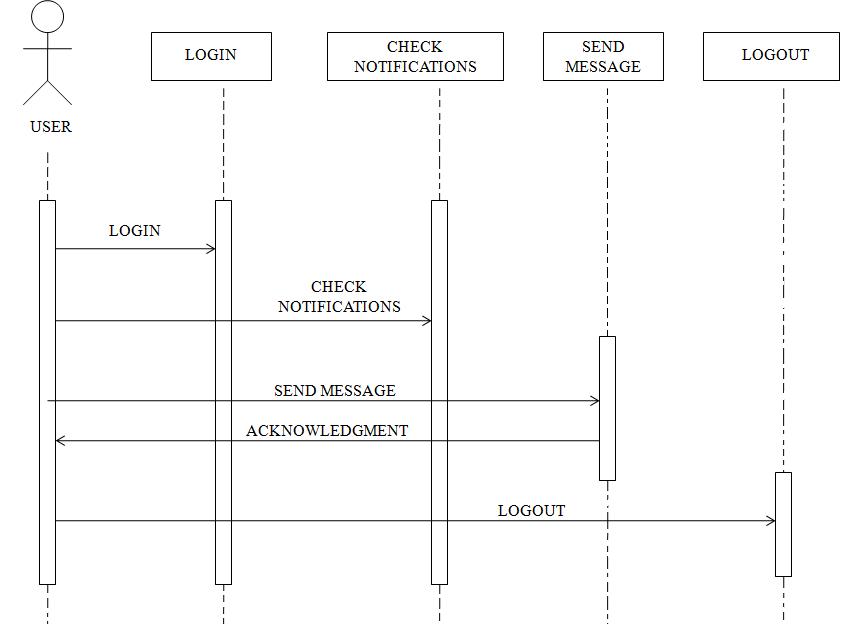 LOGIN
CHECK
NOTIFICATIONS
SEND
MESSAGE
LOGOUT
USER
LOGIN
CHECK
NOTIFICATIONS
SEND MESSAGE
ACKNOWLEDGMENT
LOGOUT